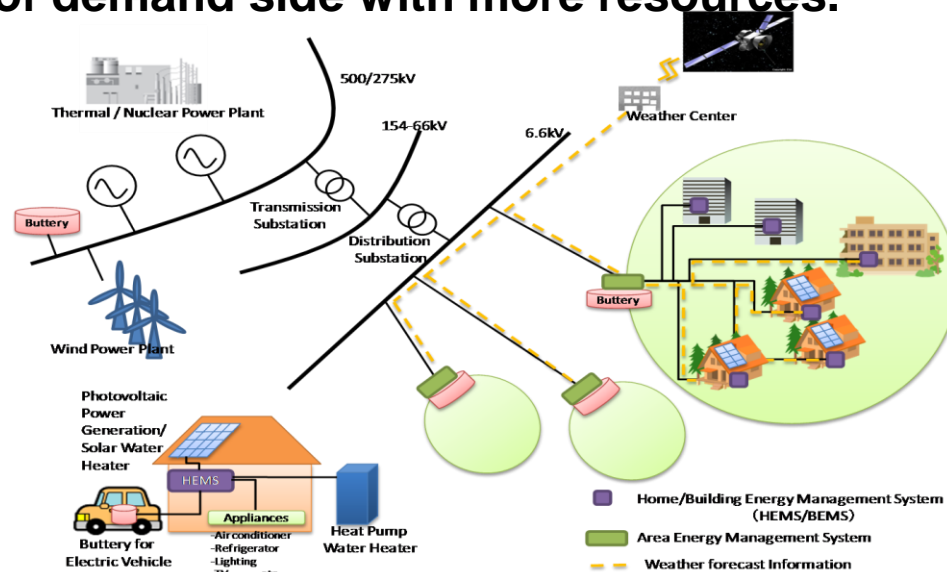 of demand side with more resources.
500/275kV
Thermal / Nuclear Power Plant
154-66kV
6.6kV
Weather Center
Transmission
Substation
Distribution
Substation
Buttery
Buttery
Wind Power Plant
Photovoltaic
Power
Generation/
Solar Water
Heater
HEMS
Appliances
-Air conditioner
-Refrigerator
-Lighting
Heat Pump
Water Heater
Buttery for
Electric Vehicle
Home/Building Energy Management System
(HEMS/BEMS)
Area Energy Management System
Weather forecast Information